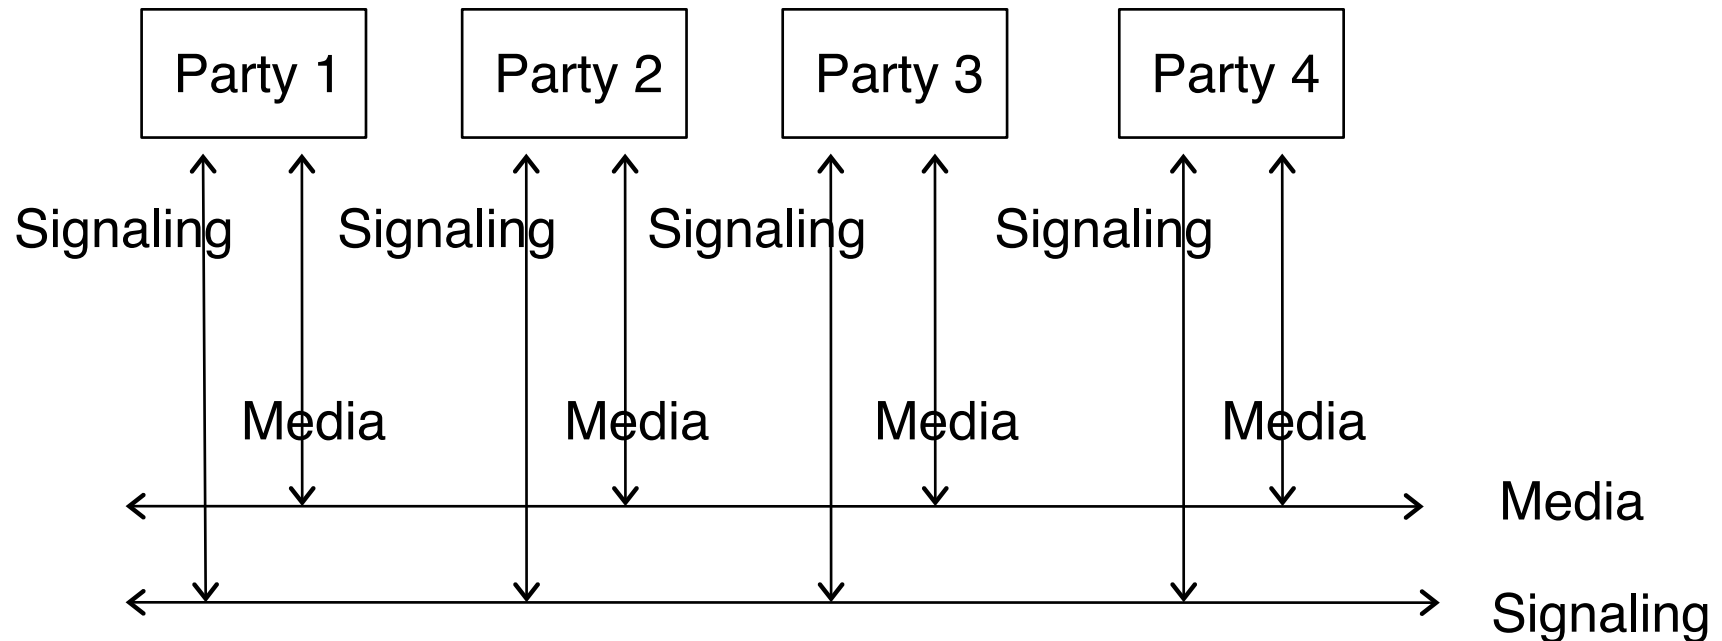 Party 1
Party 2
Party 3
Party 4
Signaling
Signaling
Signaling
Signaling
Media
Media
Media
Media
Media
Signaling